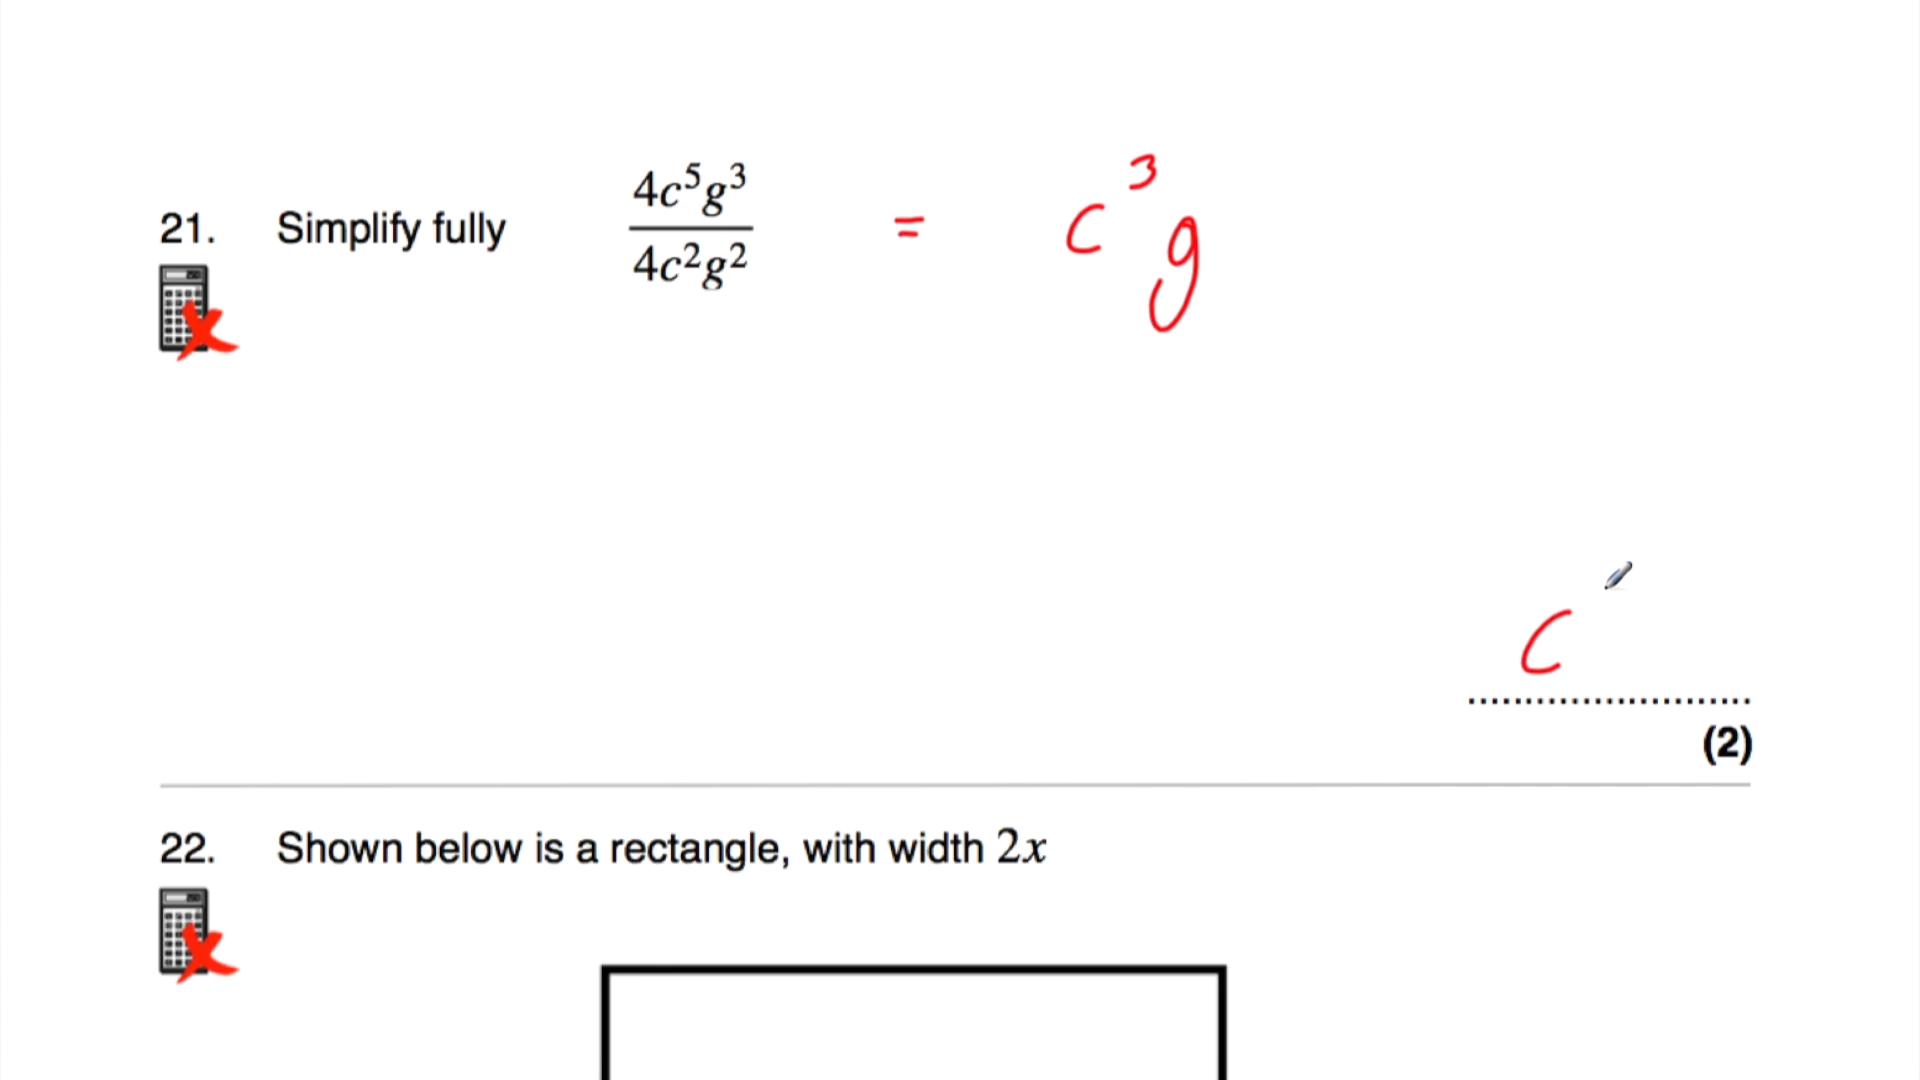 21. Simplify fully 4c⁵g³ / 4c²g² = c³g
c
(2)
22. Shown below is a rectangle, with width 2x